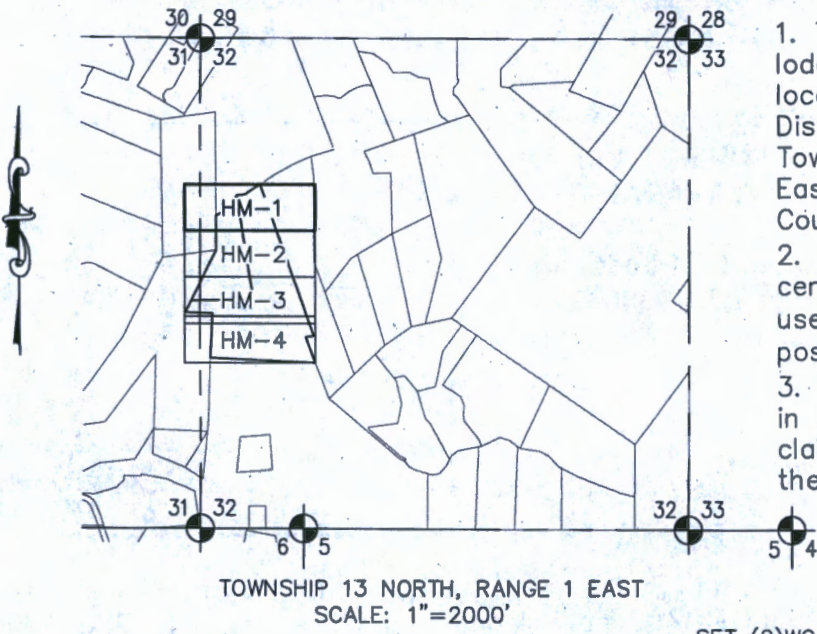 30 29
31 32
29 28
32 33
HM-1
HM-2
HM-3
HM-4
31 32
6 5
32 33
5 4
TOWNSHIP 13 NORTH, RANGE 1 EAST
SCALE: 1"=2000'
1.
lod
loc
Dis
Tow
Eas
Cou
2.
cen
use
pos
3.
in
cla
the